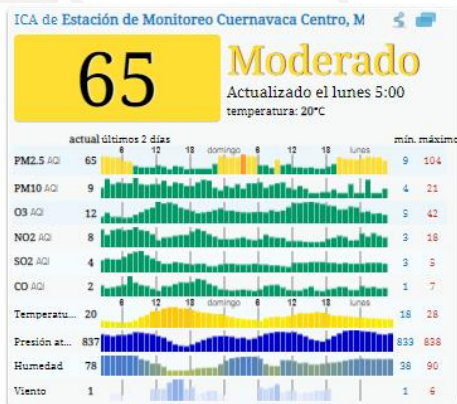 ICA de Estación de Monitoreo Cuernavaca Centro, M
65
Moderado
Actualizado el lunes 5:00
temperatura: 20°C
actual últimos 2 días mín. máximo
6 12 18 domingo 6 12 18 lunes
PM2.5 AQI 65 9 104
PM10 AQI 9 4 21
O3 AQI 12 5 42
NO2 AQI 8 3 18
SO2 AQI 4 3 5
CO AQI 2 1 7
6 12 18 domingo 6 12 18 lunes
Temperatu... 20 18 28
Presión at... 837 833 838
Humedad 78 38 90
Viento 1 1 6